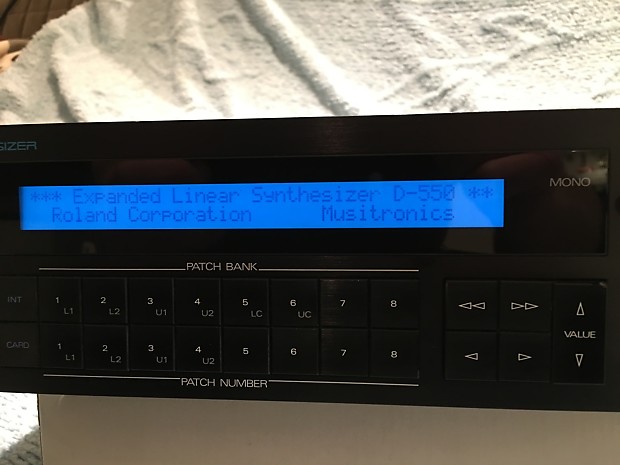 SIZER
*** Expanded Linear Synthesizer D-550 **
Roland Corporation Musitronics
MONO
PATCH BANK
INT 1 L1 2 L2 3 U1 4 U2 5 LC 6 UC 7 8
CARD 1 L1 2 L2 3 U1 4 U2 5 6 7 8
VALUE
PATCH NUMBER